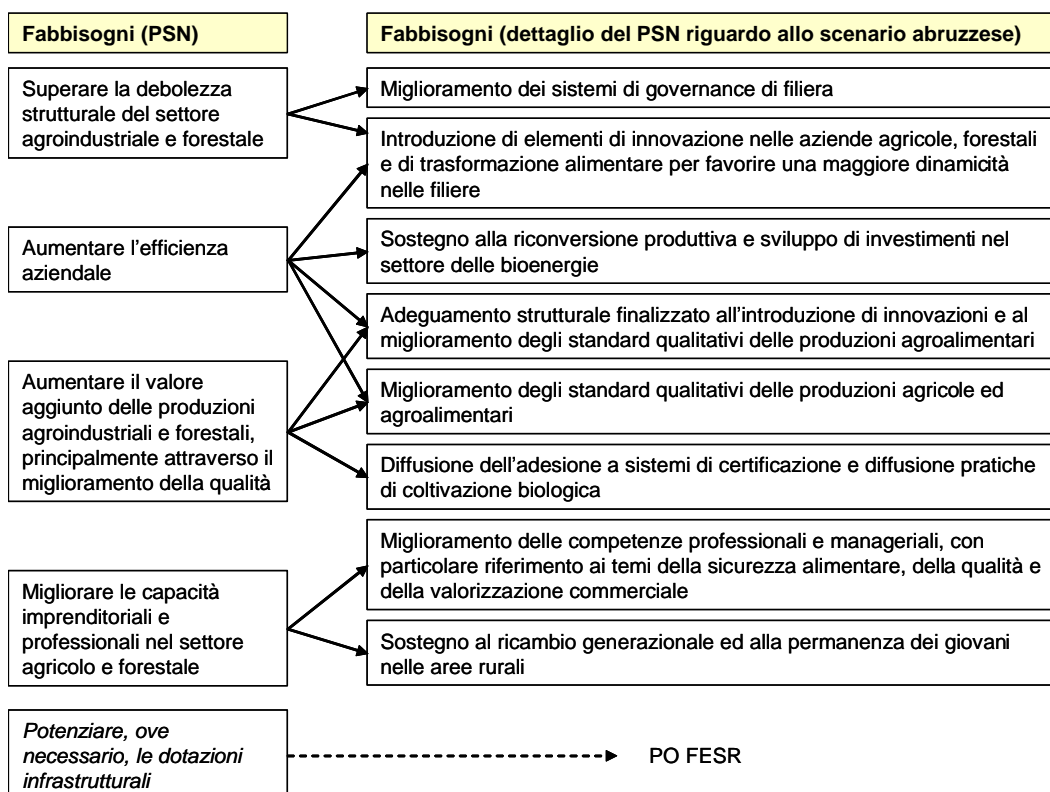 Fabbisogni (PSN)
Fabbisogni (dettaglio del PSN riguardo allo scenario abruzzese)
Superare la debolezza
strutturale del settore
agroindustriale e forestale
Miglioramento dei sistemi di governance di filiera
Introduzione di elementi di innovazione nelle aziende agricole, forestali
e di trasformazione alimentare per favorire una maggiore dinamicità
nelle filiere
Aumentare l'efficienza
aziendale
Sostegno alla riconversione produttiva e sviluppo di investimenti nel
settore delle bioenergie
Adeguamento strutturale finalizzato all'introduzione di innovazioni e al
miglioramento degli standard qualitativi delle produzioni agroalimentari
Aumentare il valore
aggiunto delle produzioni
agroindustriali e forestali,
principalmente attraverso il
miglioramento della qualità
Miglioramento degli standard qualitativi delle produzioni agricole ed
agroalimentari
Diffusione dell'adesione a sistemi di certificazione e diffusione pratiche
di coltivazione biologica
Migliorare le capacità
imprenditoriali e
professionali nel settore
agricolo e forestale
Miglioramento delle competenze professionali e manageriali, con
particolare riferimento ai temi della sicurezza alimentare, della qualità e
della valorizzazione commerciale
Sostegno al ricambio generazionale ed alla permanenza dei giovani
nelle aree rurali
Potenziare, ove
necessario, le dotazioni
infrastrutturali
PO FESR